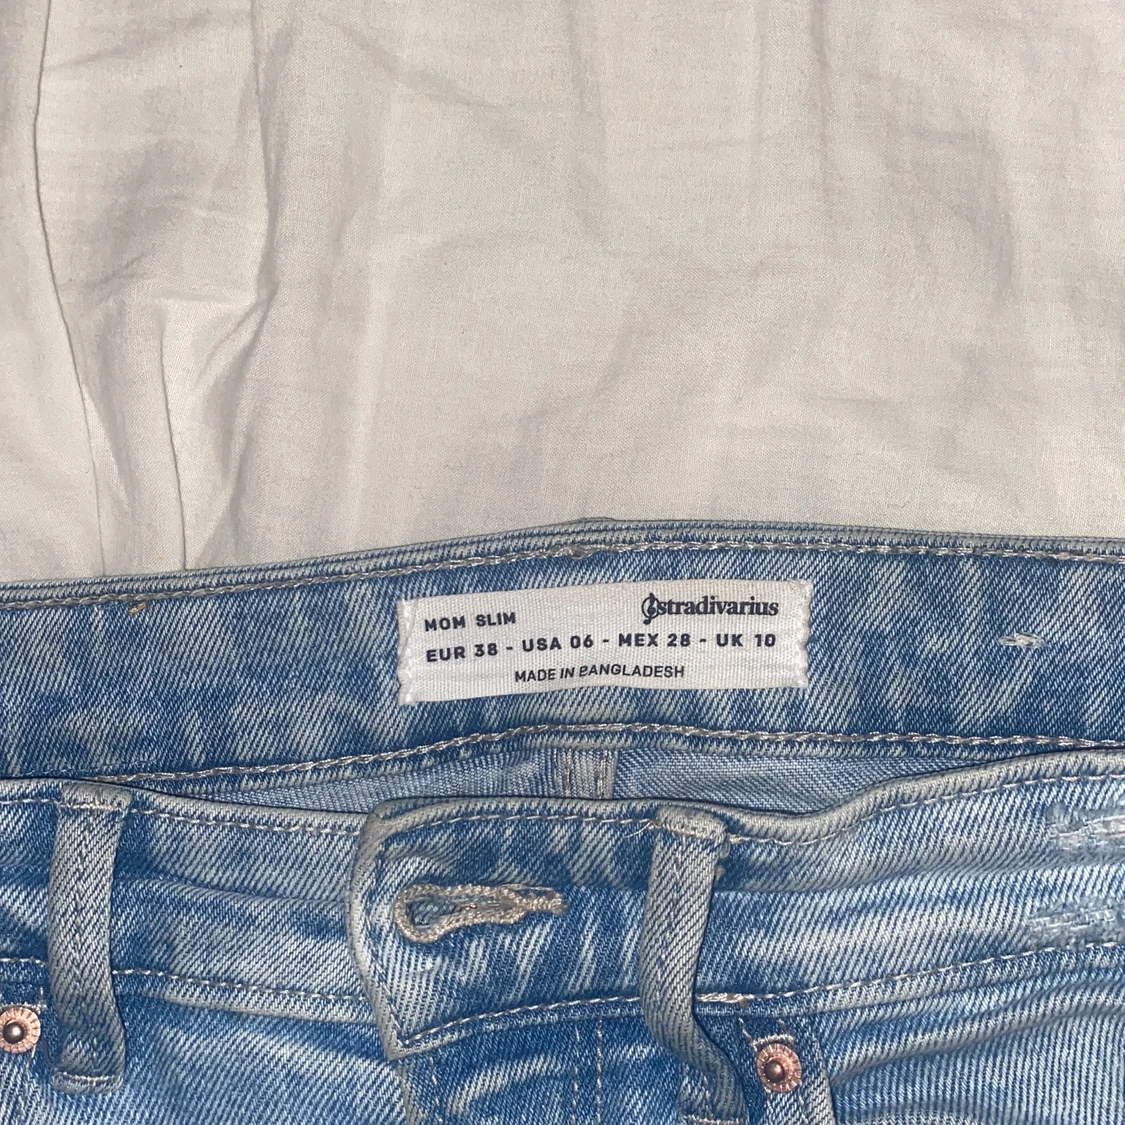 MOM SLIM stradivarius
EUR 38 - USA 06 - MEX 28 - UK 10
MADE IN BANGLADESH